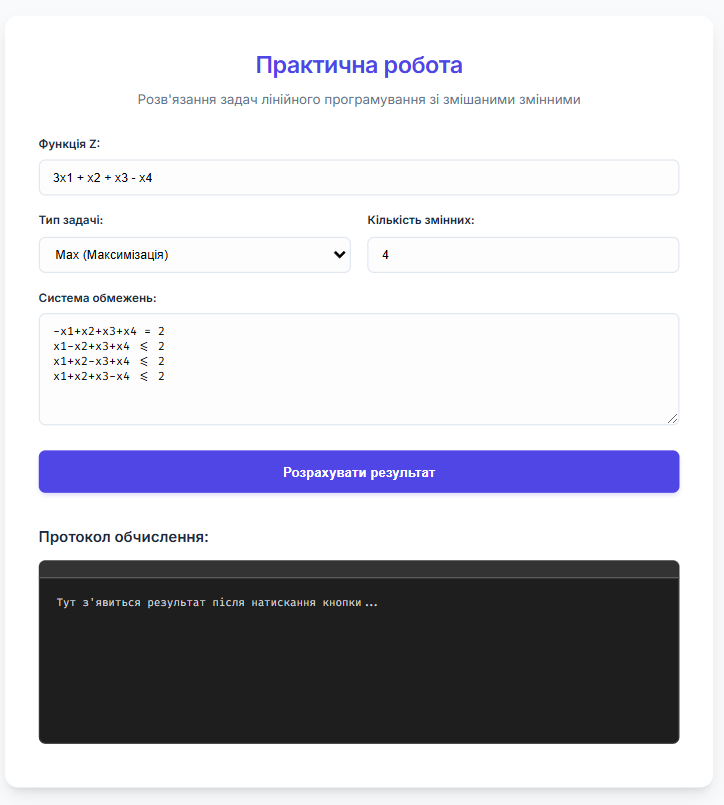 Практична робота
Розв'язання задач лінійного програмування зі змішаними змінними
Функція Z:
3x1 + x2 + x3 - x4
Тип задачі:
Кількість змінних:
Max (Максимізація)
4
Система обмежень:
-x1+x2+x3+x4 = 2
x1-x2+x3+x4 ⩽ 2
x1+x2-x3+x4 ⩽ 2
x1+x2+x3-x4 ⩽ 2
Розрахувати результат
Протокол обчислення:
Тут з'явиться результат після натискання кнопки...